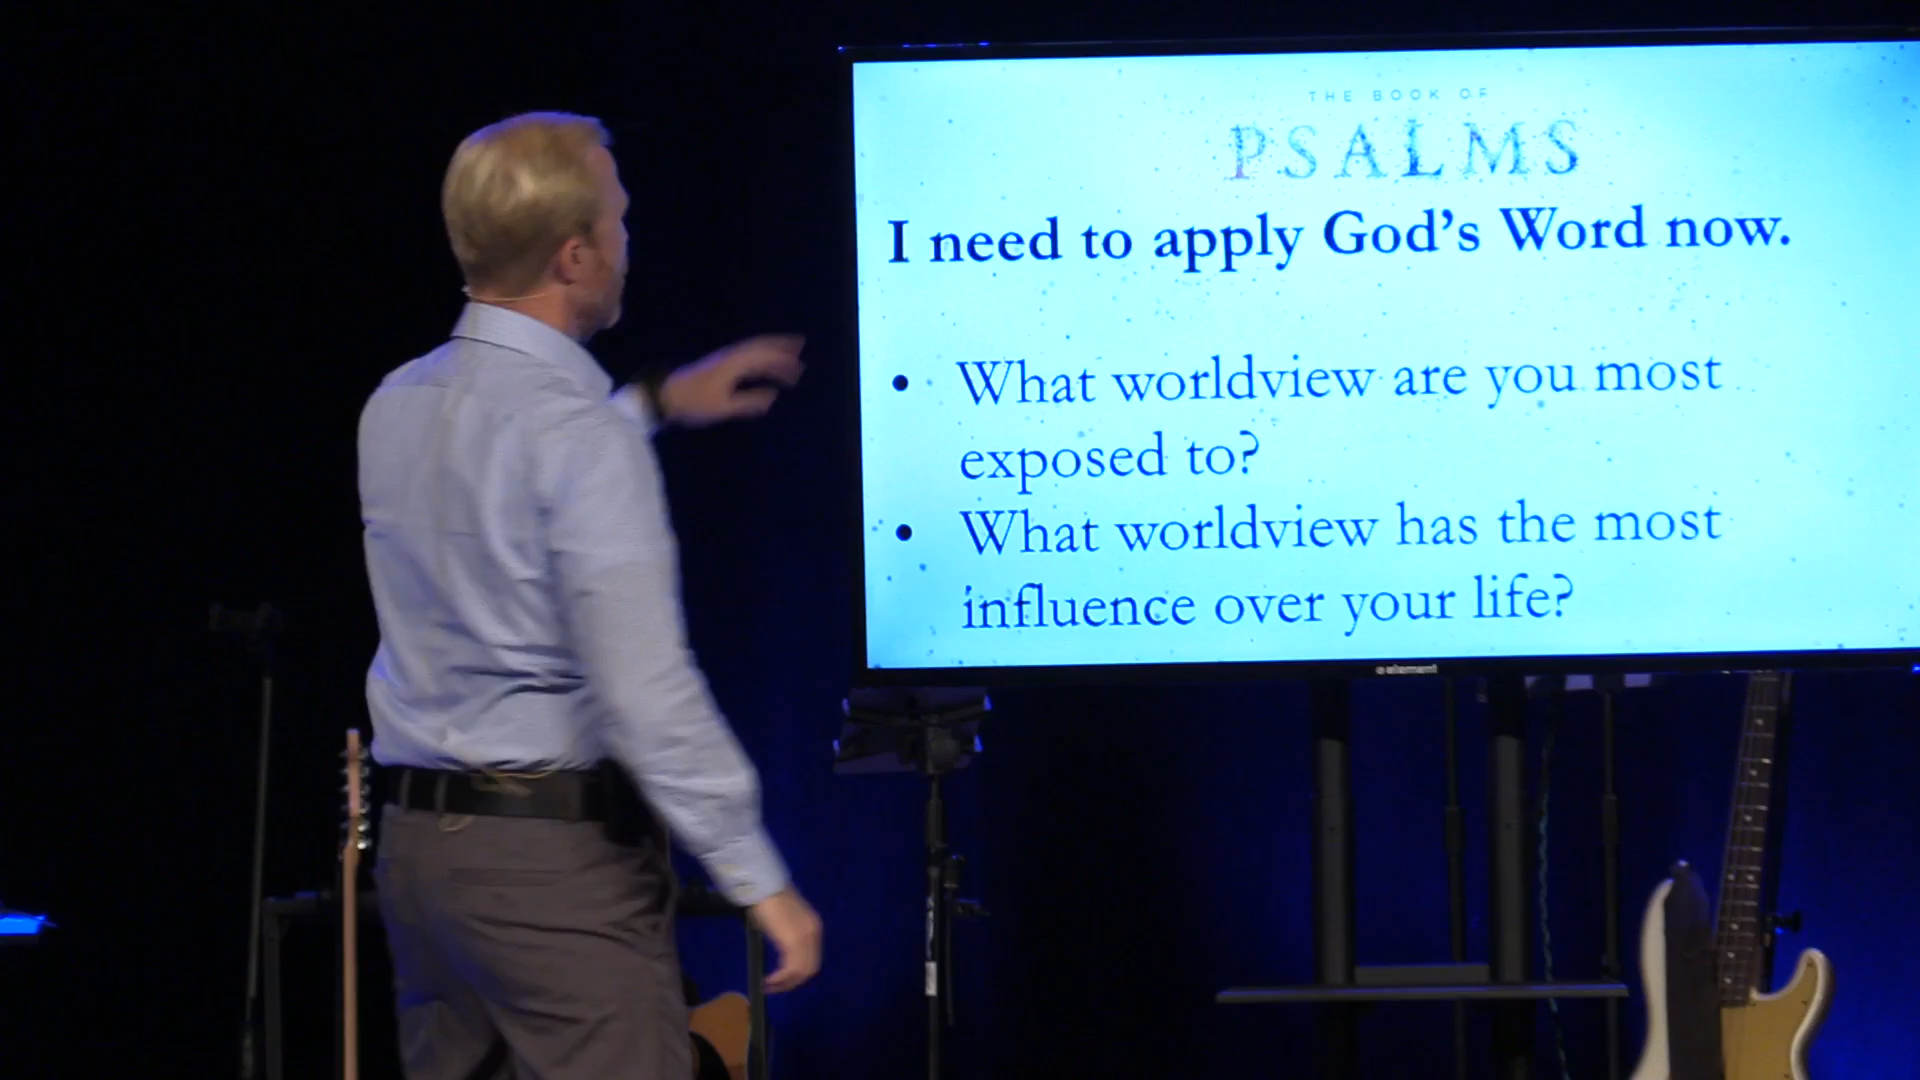 THE BOOK OF
PSALMS
I need to apply God's Word now.
• What worldview are you most
exposed to?
• What worldview has the most
influence over your life?
element